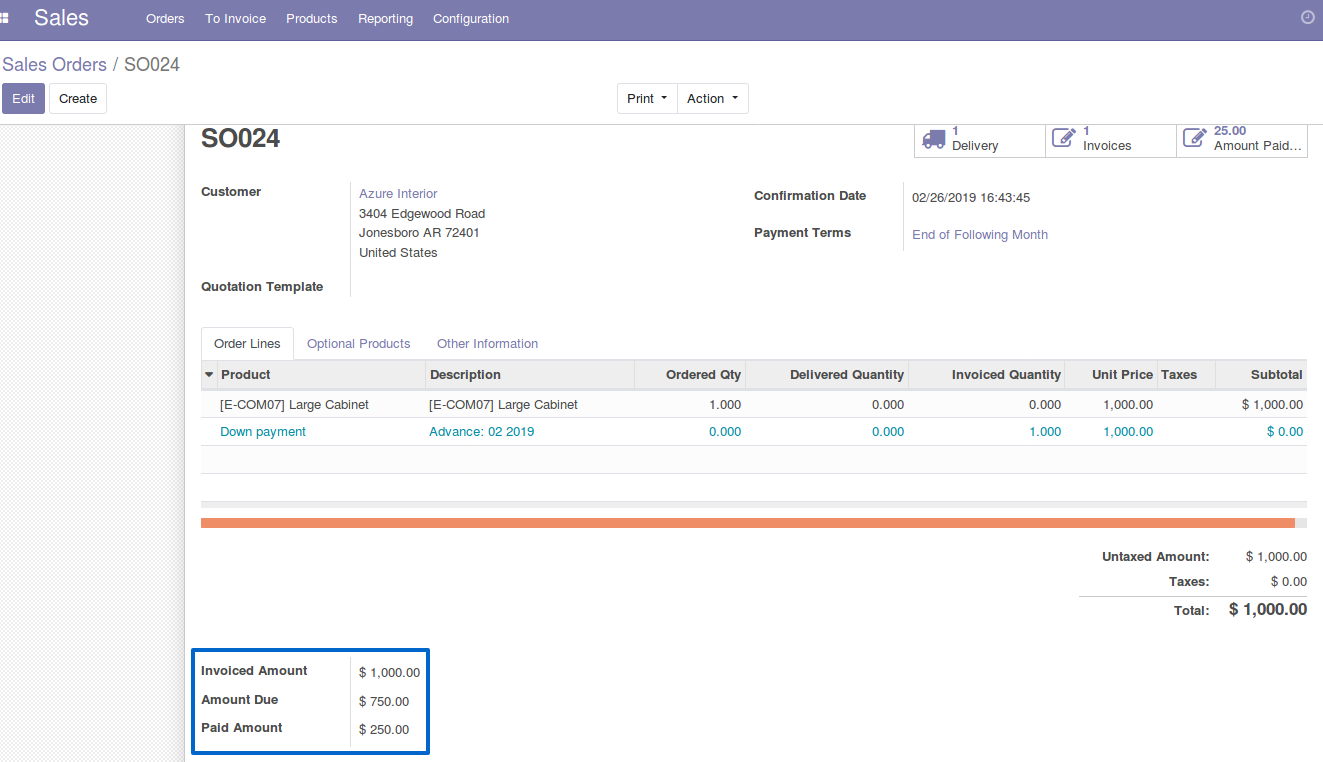 Sales Orders To Invoice Products Reporting Configuration
Sales Orders / SO024
Edit Create Print Action
SO024
1 Delivery
1 Invoices
25.00 Amount Paid...
Customer
Azure Interior
3404 Edgewood Road
Jonesboro AR 72401
United States
Confirmation Date 02/26/2019 16:43:45
Payment Terms End of Following Month
Quotation Template
Order Lines Optional Products Other Information
Product Description Ordered Qty Delivered Quantity Invoiced Quantity Unit Price Taxes Subtotal
[E-COM07] Large Cabinet [E-COM07] Large Cabinet 1.000 0.000 0.000 1,000.00 $ 1,000.00
Down payment Advance: 02 2019 0.000 0.000 1.000 1,000.00 $ 0.00
Untaxed Amount: $ 1,000.00
Taxes: $ 0.00
Total: $ 1,000.00
Invoiced Amount $ 1,000.00
Amount Due $ 750.00
Paid Amount $ 250.00